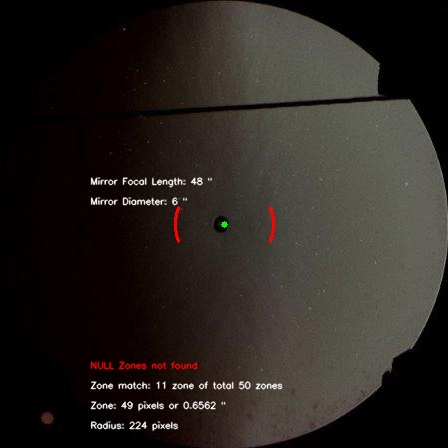 Mirror Focal Length: 48 "
Mirror Diameter: 6 "
NULL Zones not found
Zone match: 11 zone of total 50 zones
Zone: 49 pixels or 0.6562 "
Radius: 224 pixels